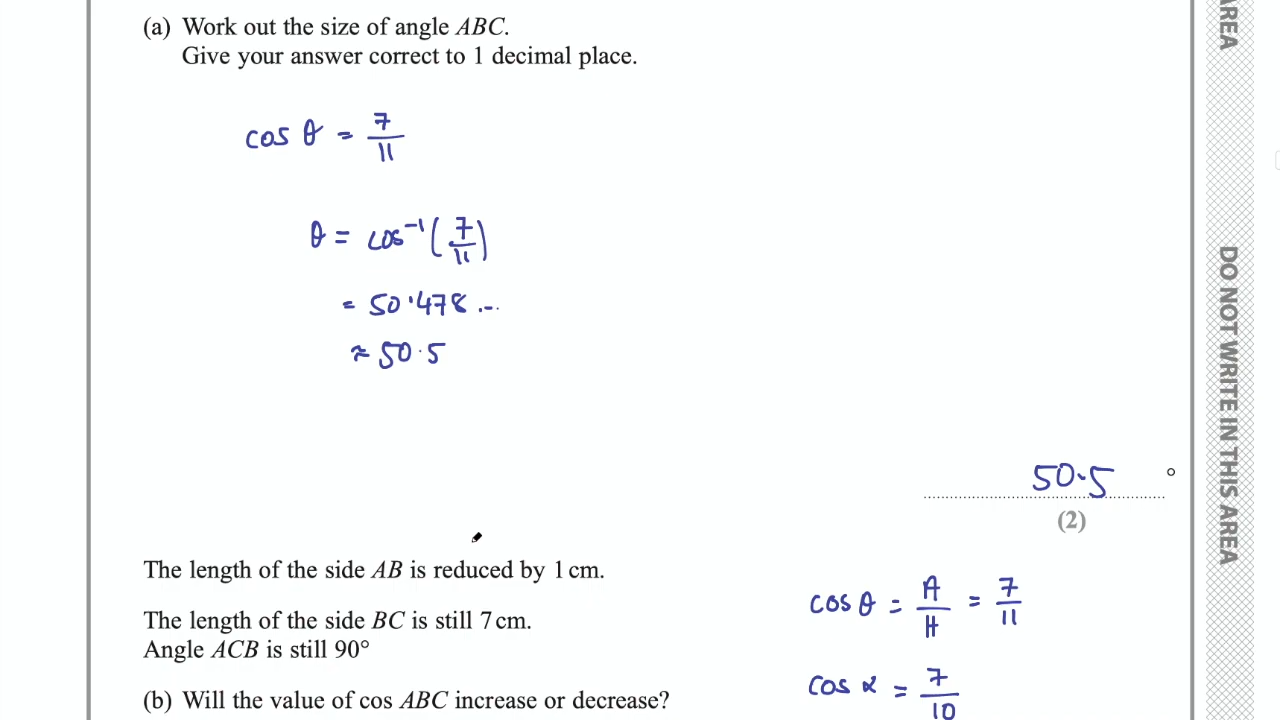 (a) Work out the size of angle ABC.
Give your answer correct to 1 decimal place.
cos θ = 7/11
θ = cos⁻¹(7/11)
= 50.478...
≈ 50.5
50.5 °
(2)
The length of the side AB is reduced by 1 cm.
The length of the side BC is still 7 cm.
Angle ACB is still 90°
(b) Will the value of cos ABC increase or decrease?
cos θ = A/H = 7/11
cos α = 7/10
AREA
DO NOT WRITE IN THIS AREA